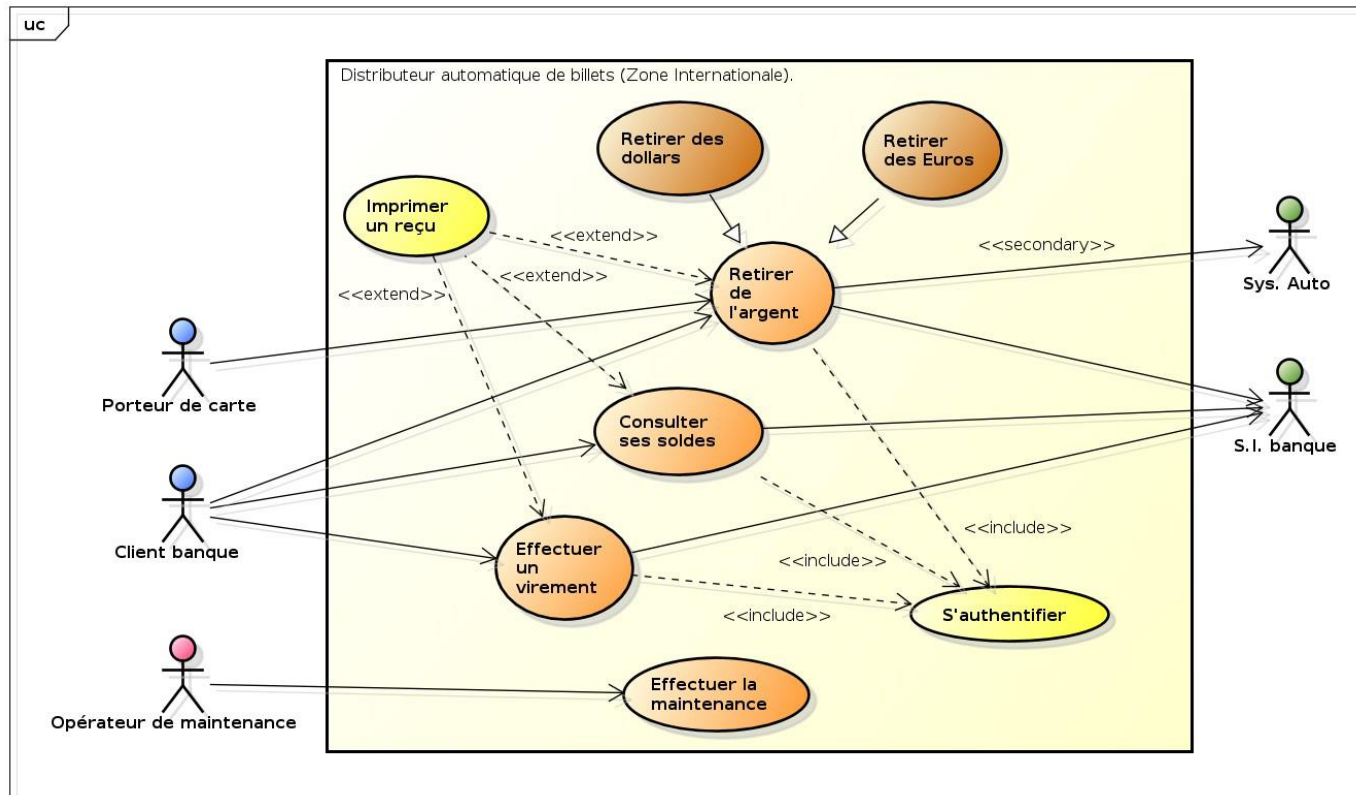 uc
Distributeur automatique de billets (Zone Internationale).
Retirer des
dollars
Retirer
des Euros
Imprimer
un reçu
<<extend>>
<<extend>>
<<extend>>
<<secondary>>
Retirer
de
l'argent
Sys. Auto
Porteur de carte
Consulter
ses soldes
S.I. banque
Client banque
Effectuer
un
virement
<<include>>
<<include>>
<<include>>
S'authentifier
Effectuer la
maintenance
Opérateur de maintenance